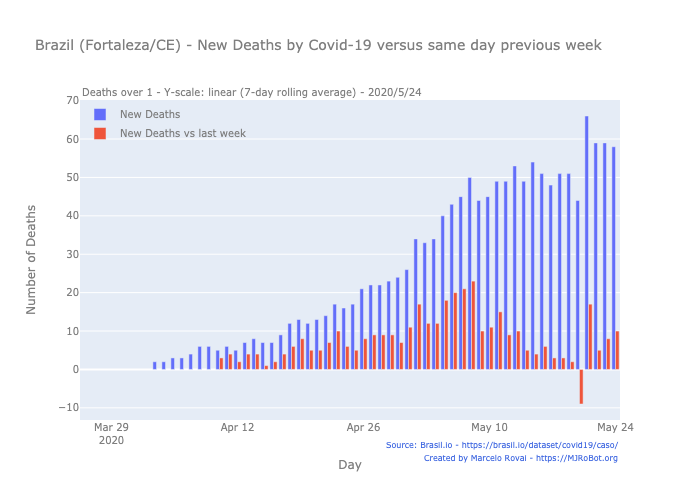 Brazil (Fortaleza/CE) - New Deaths by Covid-19 versus same day previous week
Deaths over 1 - Y-scale: linear (7-day rolling average) - 2020/5/24
New Deaths
New Deaths vs last week
Number of Deaths
70
60
50
40
30
20
10
0
−10
Mar 29
2020
Apr 12
Apr 26
May 10
May 24
Day
Source: Brasil.io - https://brasil.io/dataset/covid19/caso/
Created by Marcelo Rovai - https://MJRoBot.org